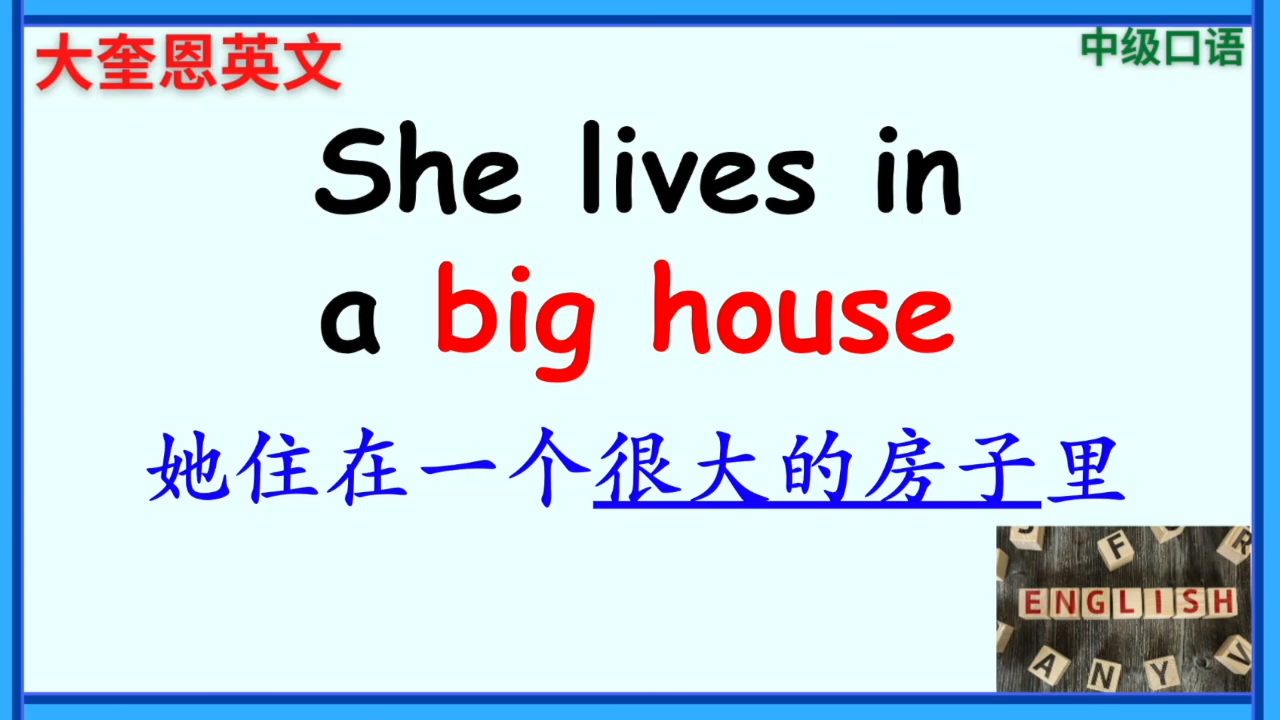 大奎恩英文
中级口语
She lives in
a big house
她住在一个很大的房子里
F
R
ENGLISH
A N Y V